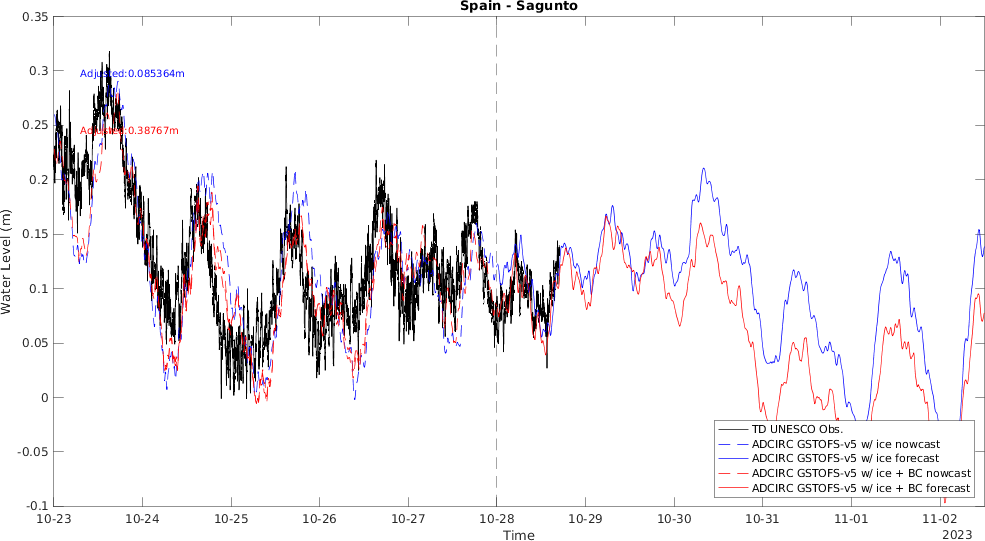 Spain - Sagunto
0.35
0.3
0.25
0.2
0.15
0.1
0.05
0
-0.05
-0.1
Water Level (m)
Adjusted:0.085364m
Adjusted:0.38767m
TD UNESCO Obs.
ADCIRC GSTOFS-v5 w/ ice nowcast
ADCIRC GSTOFS-v5 w/ ice forecast
ADCIRC GSTOFS-v5 w/ ice + BC nowcast
ADCIRC GSTOFS-v5 w/ ice + BC forecast
10-23 10-24 10-25 10-26 10-27 10-28 10-29 10-30 10-31 11-01 11-02
Time
2023